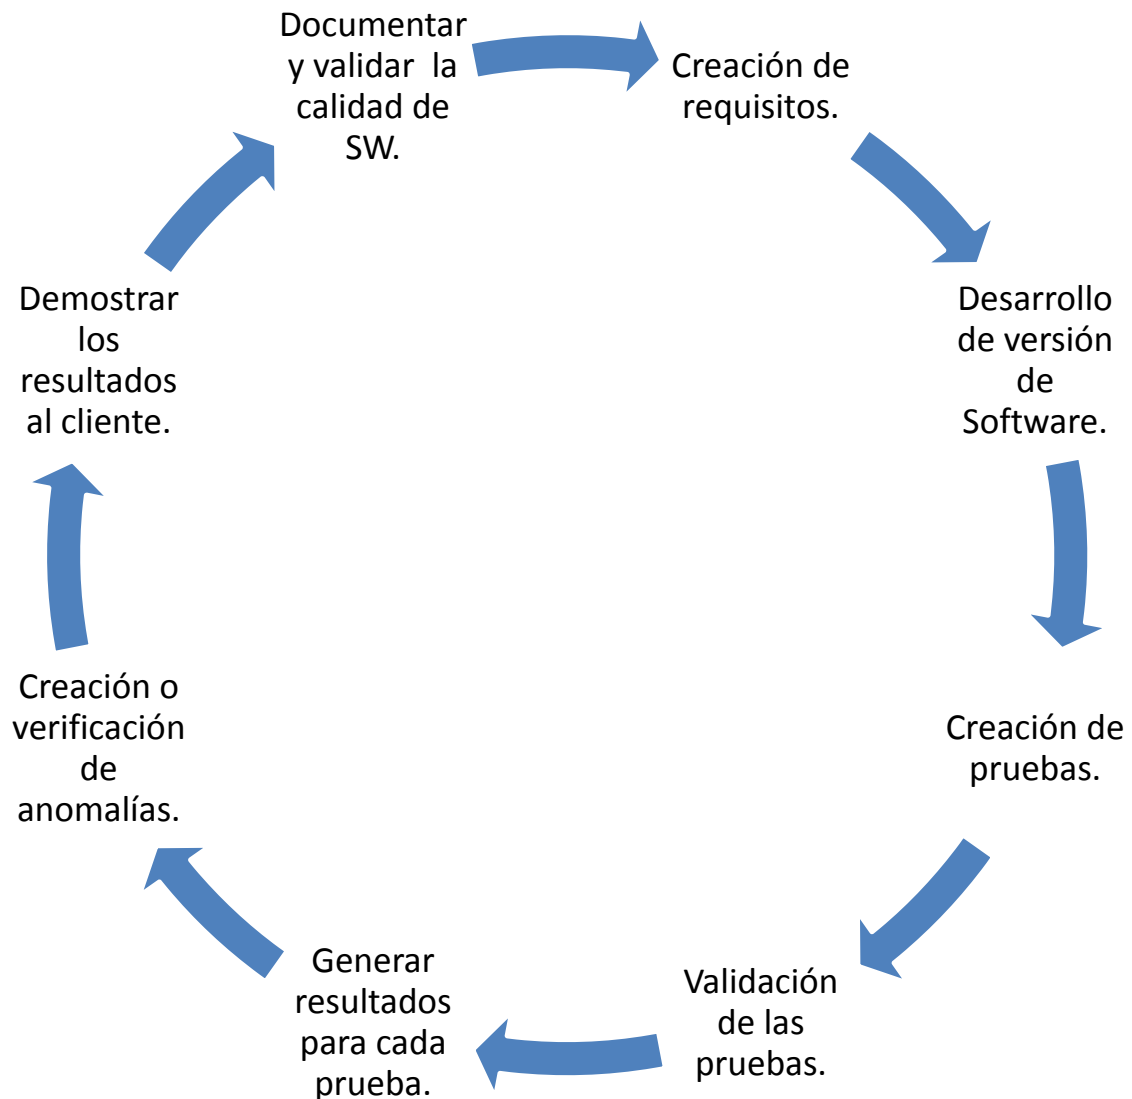 Documentar
y validar la
calidad de
SW.
Creación de
requisitos.
Desarrollo
de versión
de
Software.
Creación de
pruebas.
Validación
de las
pruebas.
Generar
resultados
para cada
prueba.
Creación o
verificación
de
anomalías.
Demostrar
los
resultados
al cliente.